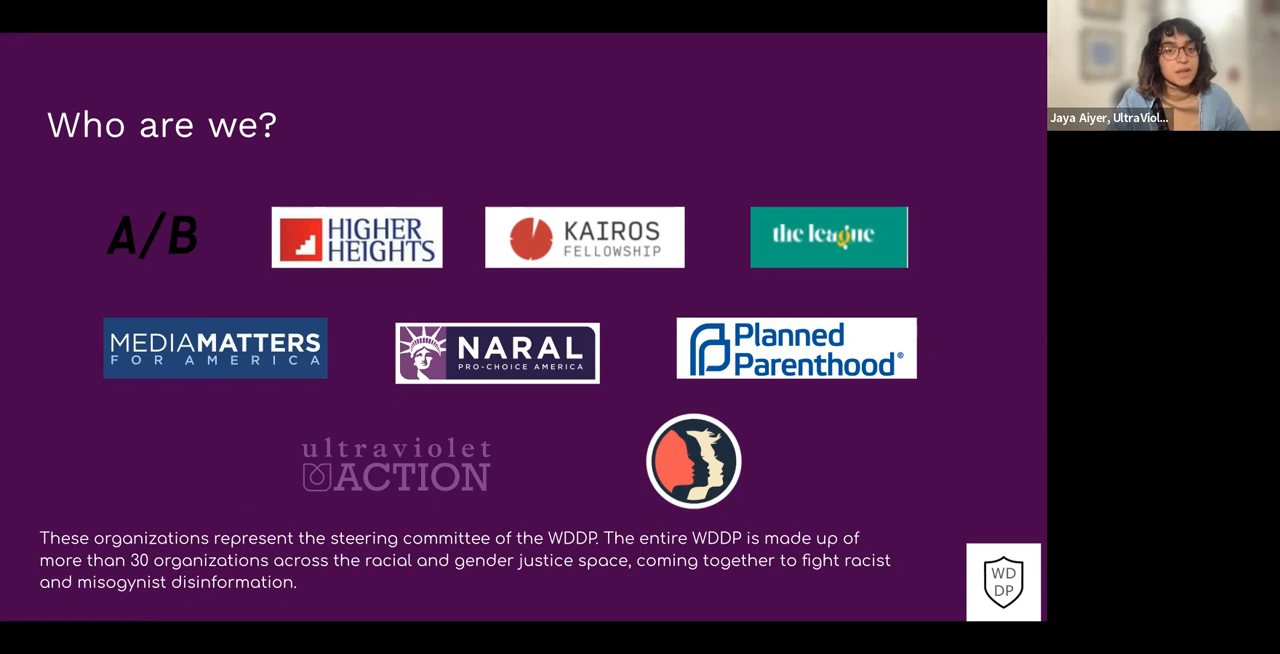 Who are we?
Jaya Aiyer, UltraViol...
A/B
HIGHER
HEIGHTS
KAIROS
FELLOWSHIP
the league
MEDIAMATTERS
FOR AMERICA
NARAL
PRO-CHOICE AMERICA
Planned
Parenthood®
ultraviolet
ACTION
These organizations represent the steering committee of the WDDP. The entire WDDP is made up of
more than 30 organizations across the racial and gender justice space, coming together to fight racist
and misogynist disinformation.
WD
DP